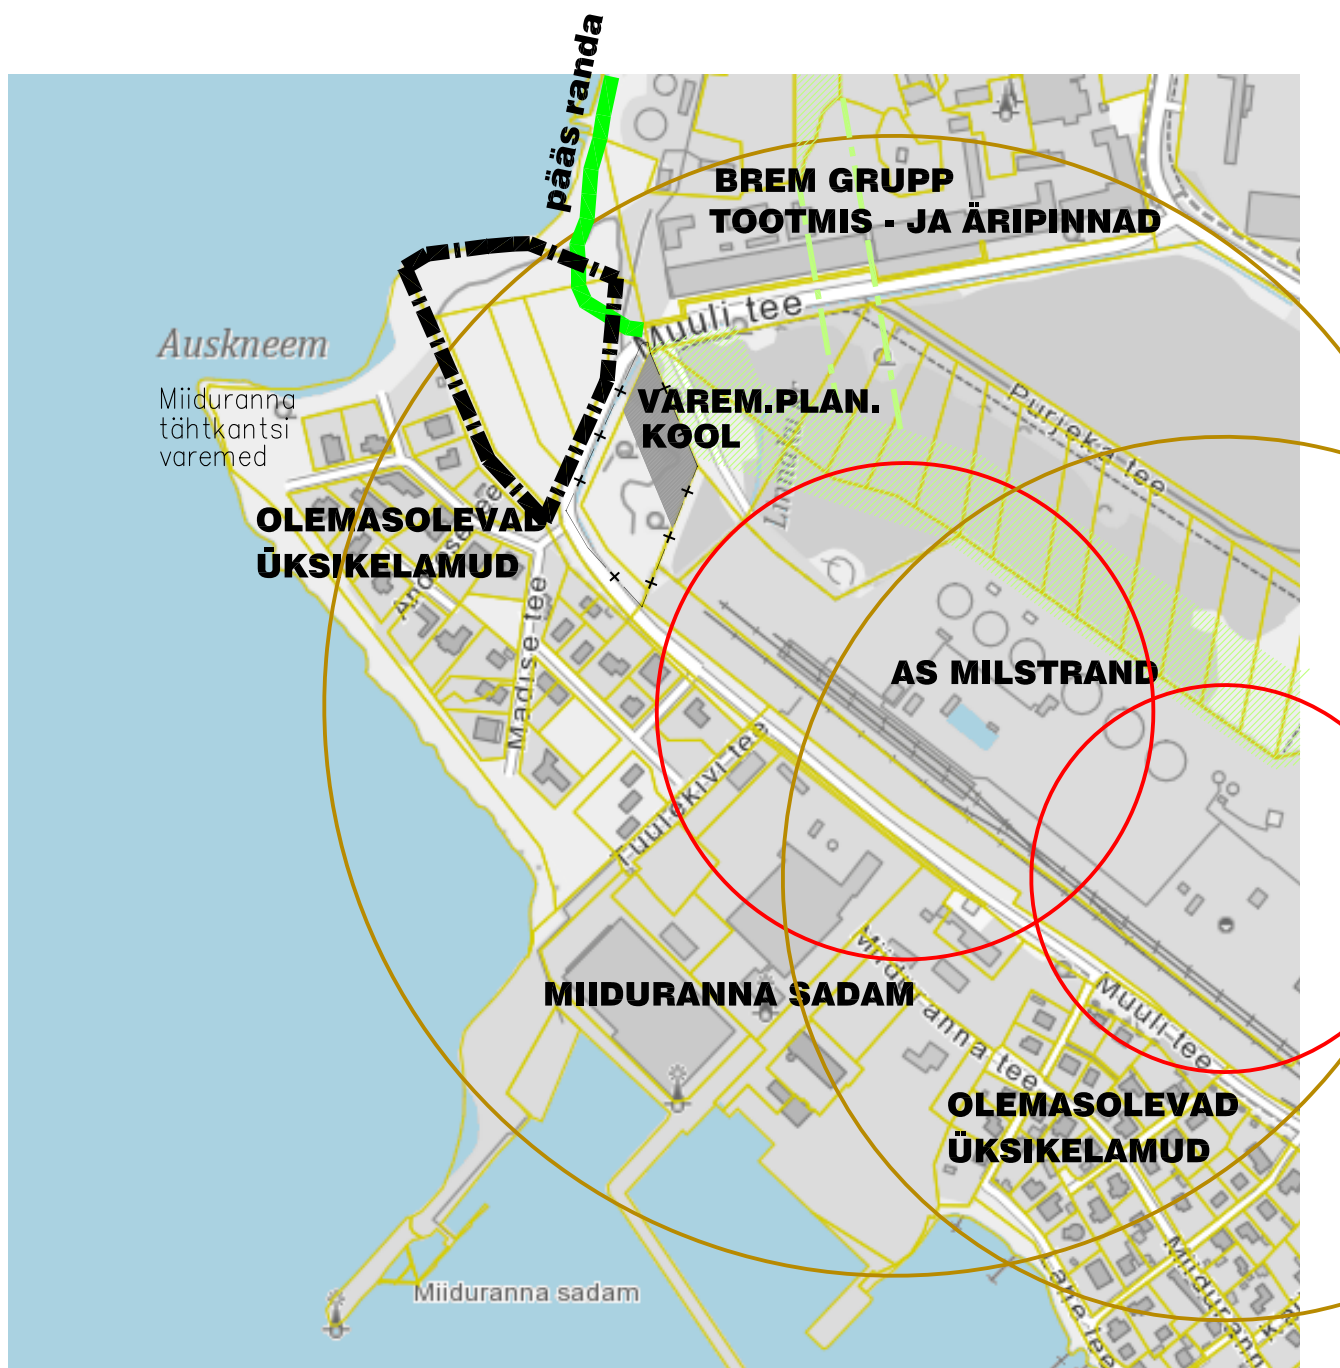 pääs randa
BREM GRUPP
TOOTMIS - JA ÄRIPINNAD
Muuli tee
Auskneem
Miiduranna
tähtkantsi
varemed
VAREM.PLAN.
KOOL
Purjeka tee
OLEMASOLEVAD
ÜKSIKELAMUD
Madise tee
AS MILSTRAND
Tuulekivi tee
MIIDURANNA SADAM
Miiduranna tee
Muuli tee
OLEMASOLEVAD
ÜKSIKELAMUD
Miiduranna sadam